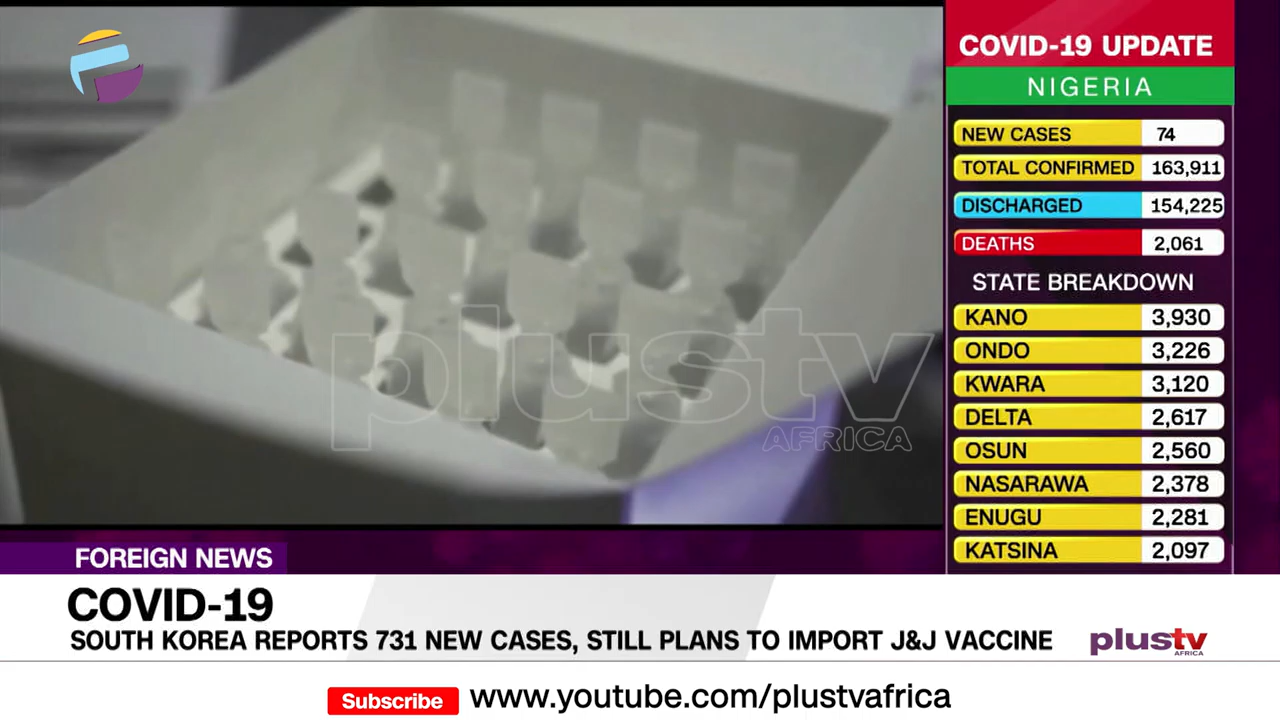 COVID-19 UPDATE
NIGERIA
NEW CASES 74
TOTAL CONFIRMED 163,911
DISCHARGED 154,225
DEATHS 2,061
STATE BREAKDOWN
KANO 3,930
ONDO 3,226
KWARA 3,120
DELTA 2,617
OSUN 2,560
NASARAWA 2,378
ENUGU 2,281
KATSINA 2,097
plustv
AFRICA
FOREIGN NEWS
COVID-19
SOUTH KOREA REPORTS 731 NEW CASES, STILL PLANS TO IMPORT J&J VACCINE
plustv
AFRICA
Subscribe www.youtube.com/plustvafrica